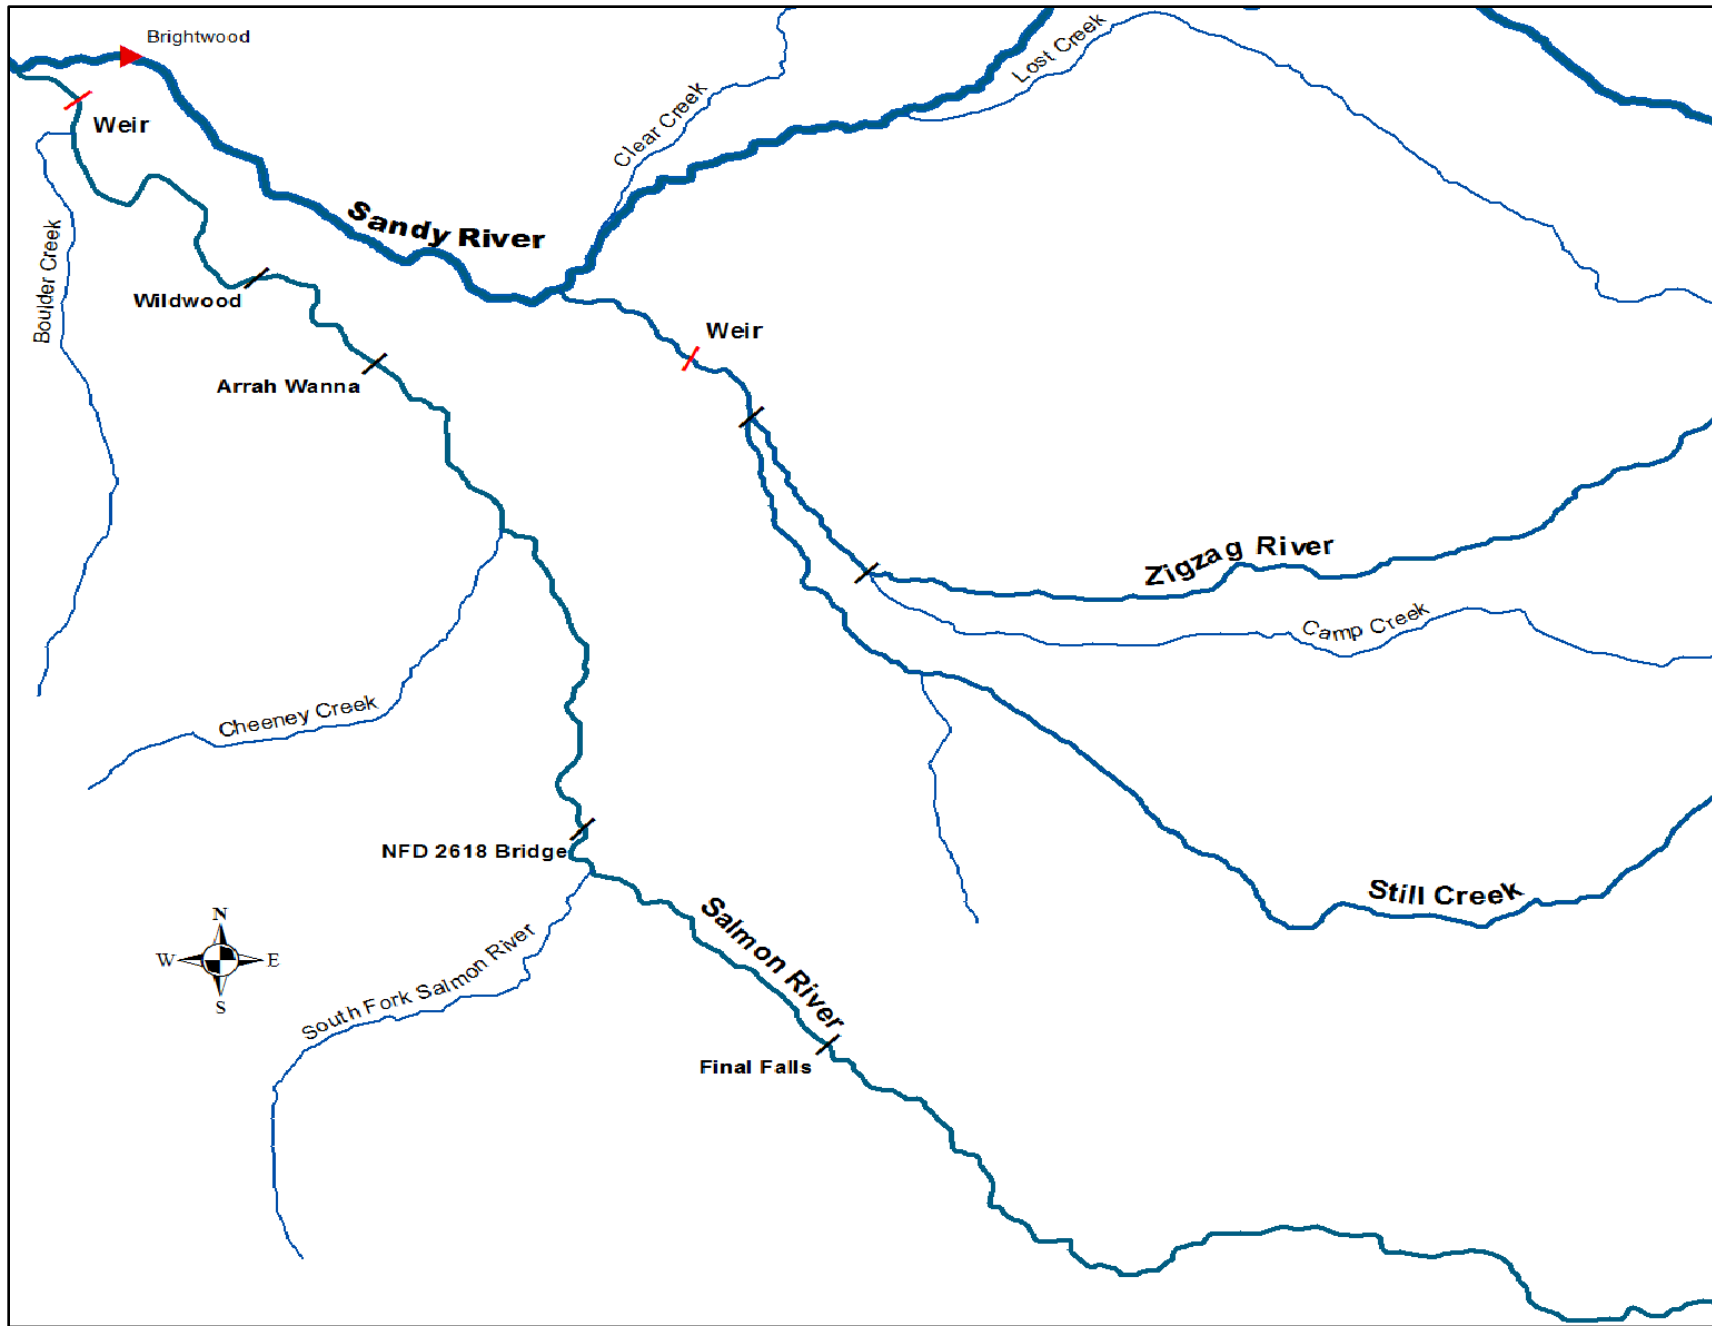 Brightwood
Lost Creek
Clear Creek
Weir
Sandy River
Boulder Creek
Wildwood
Weir
Arrah Wanna
Zigzag River
Camp Creek
Cheeney Creek
NFD 2618 Bridge
Still Creek
Salmon River
N
W E
S
South Fork Salmon River
Final Falls